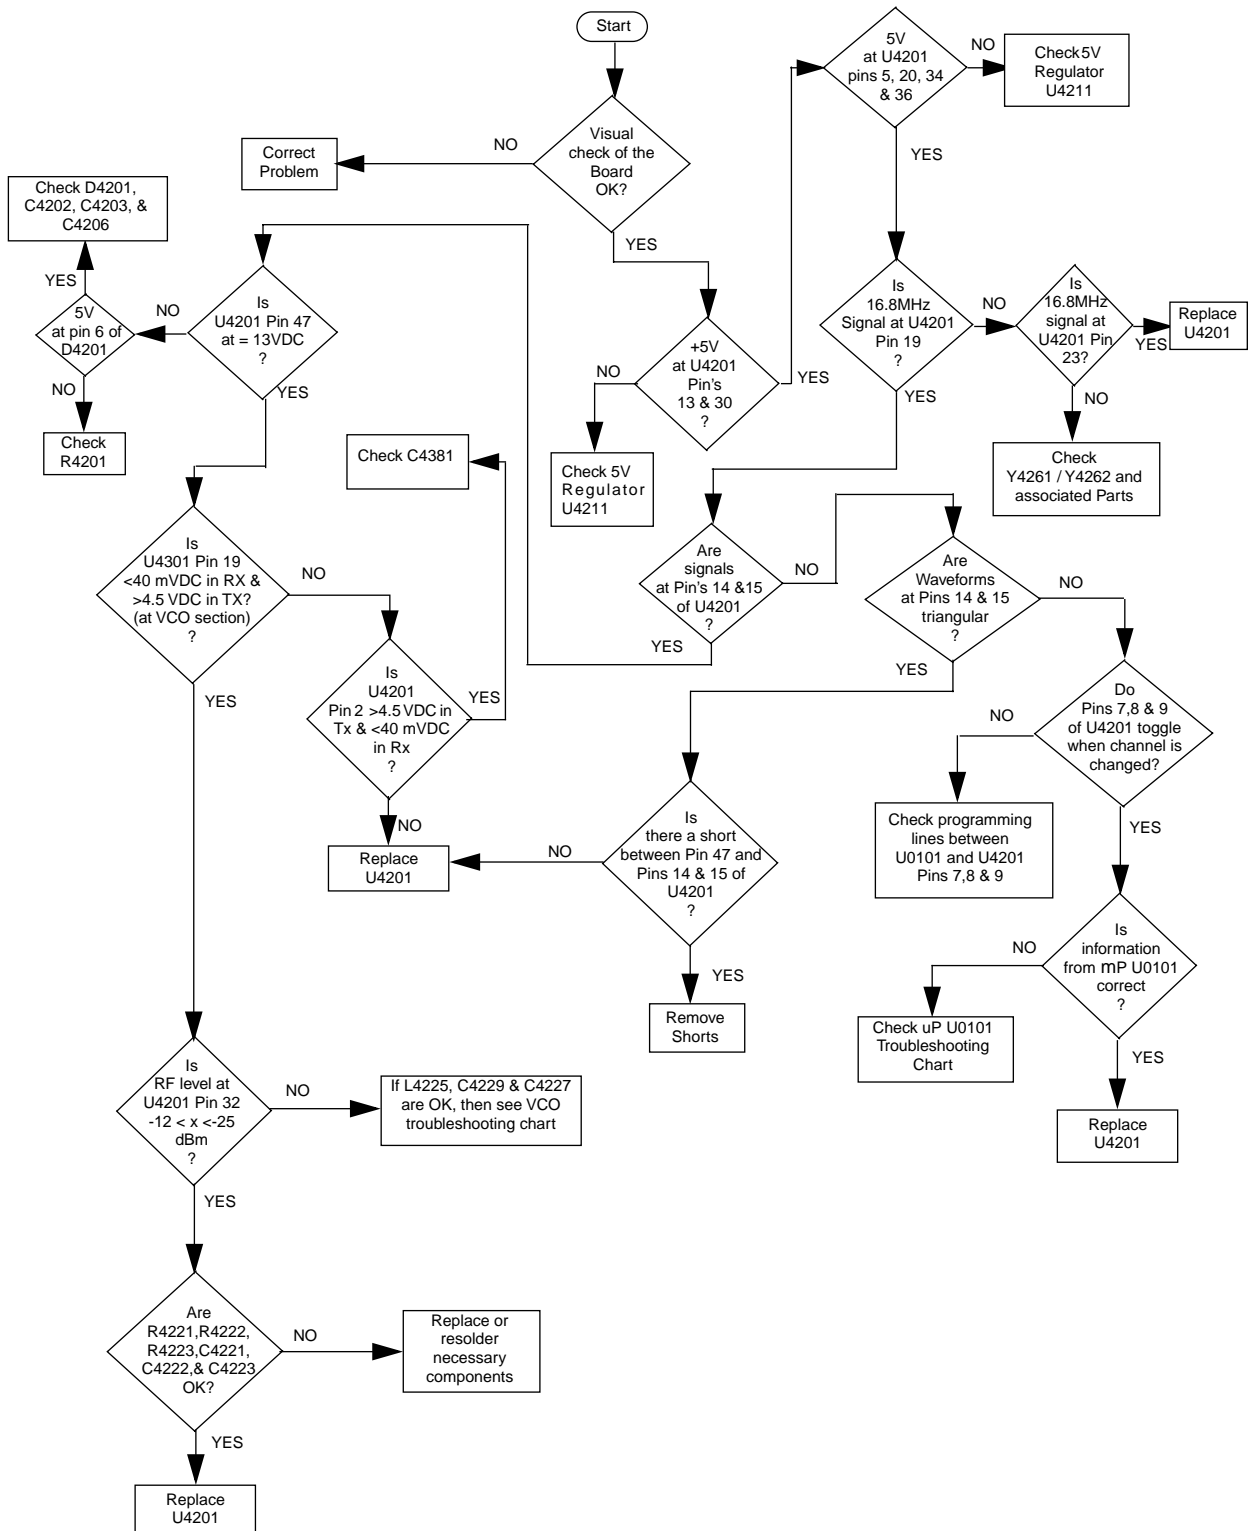 Start
Visual
check of the
Board
OK?
NO
Correct
Problem
YES
+5V
at U4201
Pin's
13 & 30
?
NO
Check 5V
Regulator
U4211
YES
5V
at U4201
pins 5, 20, 34
& 36
NO
Check 5V
Regulator
U4211
YES
Is
16.8MHz
Signal at U4201
Pin 19
?
NO
Is
16.8MHz
signal at
U4201 Pin
23?
YES
Replace
U4201
NO
Check
Y4261 / Y4262 and
associated Parts
YES
Are
signals
at Pin's 14 &15
of U4201
?
NO
Are
Waveforms
at Pins 14 & 15
triangular
?
NO
Do
Pins 7,8 & 9
of U4201 toggle
when channel is
changed?
NO
Check programming
lines between
U0101 and U4201
Pins 7,8 & 9
YES
Is
information
from mP U0101
correct
?
NO
Check uP U0101
Troubleshooting
Chart
YES
Replace
U4201
YES
Is
there a short
between Pin 47 and
Pins 14 & 15 of
U4201
?
NO
YES
Remove
Shorts
YES
Is
U4201 Pin 47
at = 13VDC
?
NO
5V
at pin 6 of
D4201
YES
Check D4201,
C4202, C4203, &
C4206
NO
Check
R4201
YES
Is
U4301 Pin 19
<40 mVDC in RX &
>4.5 VDC in TX?
(at VCO section)
?
NO
Is
U4201
Pin 2 >4.5 VDC in
Tx & <40 mVDC
in Rx
?
YES
Check C4381
NO
Replace
U4201
YES
Is
RF level at
U4201 Pin 32
-12 < x <-25
dBm
?
NO
If L4225, C4229 & C4227
are OK, then see VCO
troubleshooting chart
YES
Are
R4221,R4222,
R4223,C4221,
C4222,& C4223
OK?
NO
Replace or
resolder
necessary
components
YES
Replace
U4201